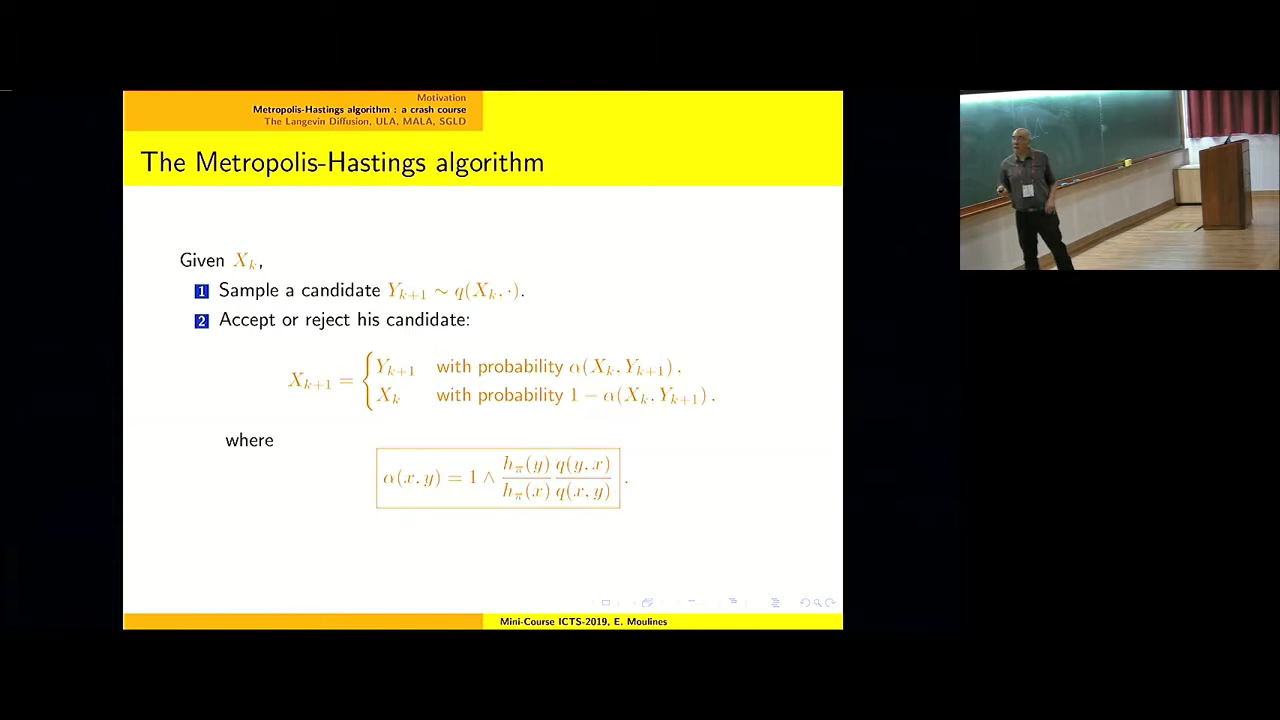 Motivation
Metropolis-Hastings algorithm : a crash course
The Langevin Diffusion, ULA, MALA, SGLD
The Metropolis-Hastings algorithm
Given X_k,
1 Sample a candidate Y_{k+1} ∼ q(X_k, ·).
2 Accept or reject his candidate:
X_{k+1} = { Y_{k+1} with probability α(X_k, Y_{k+1}) .
X_k with probability 1 − α(X_k, Y_{k+1}) .
where
α(x, y) = 1 ∧ h_π(y)/h_π(x) q(y, x)/q(x, y) .
Mini-Course ICTS-2019, E. Moulines